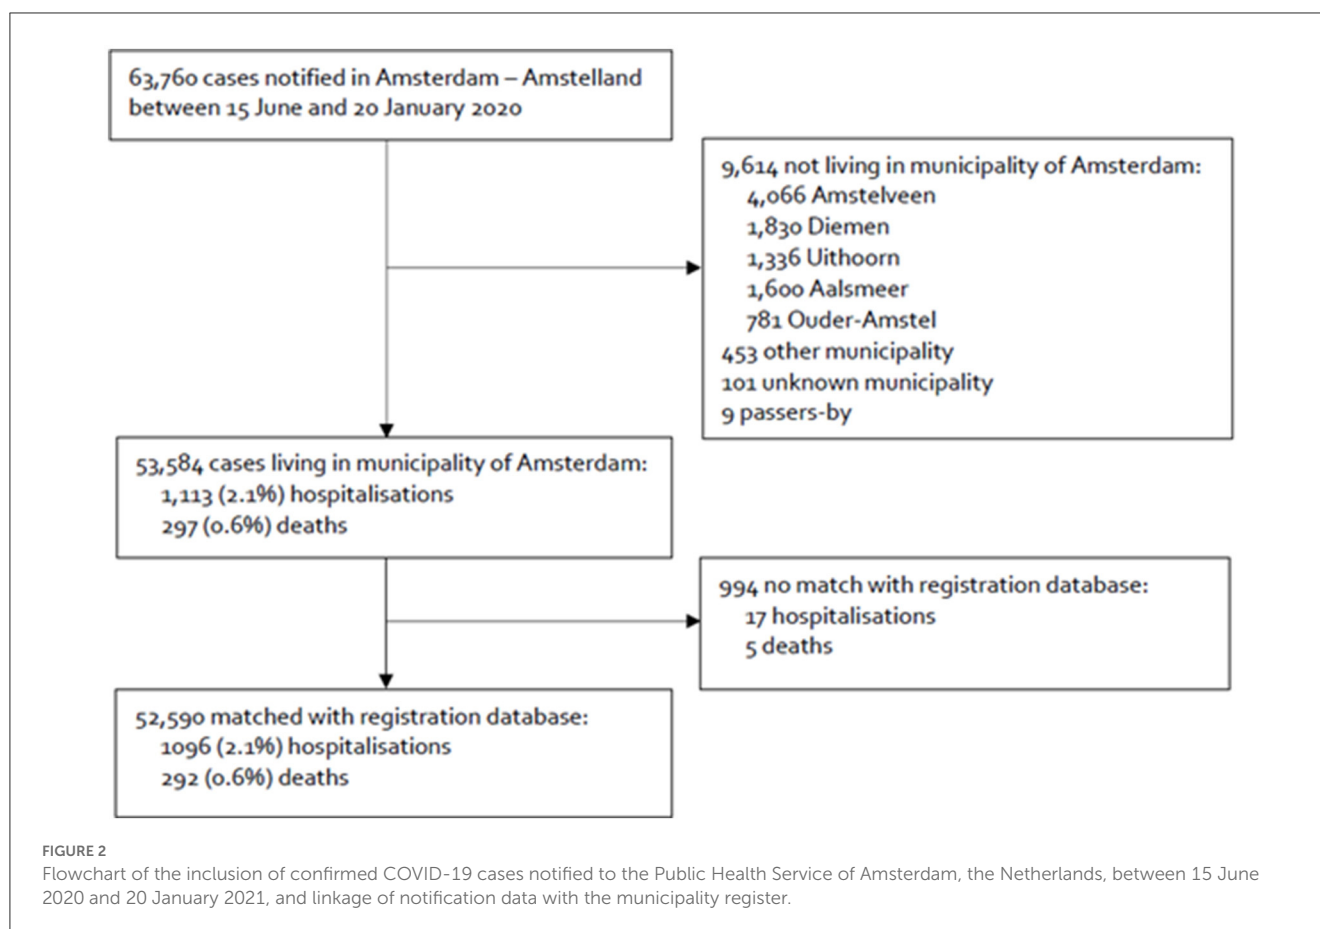 63,760 cases notified in Amsterdam – Amstelland
between 15 June and 20 January 2020
9,614 not living in municipality of Amsterdam:
4,066 Amstelveen
1,830 Diemen
1,336 Uithoorn
1,600 Aalsmeer
781 Ouder-Amstel
453 other municipality
101 unknown municipality
9 passers-by
53,584 cases living in municipality of Amsterdam:
1,113 (2.1%) hospitalisations
297 (0.6%) deaths
994 no match with registration database:
17 hospitalisations
5 deaths
52,590 matched with registration database:
1096 (2.1%) hospitalisations
292 (0.6%) deaths
FIGURE 2
Flowchart of the inclusion of confirmed COVID-19 cases notified to the Public Health Service of Amsterdam, the Netherlands, between 15 June
2020 and 20 January 2021, and linkage of notification data with the municipality register.